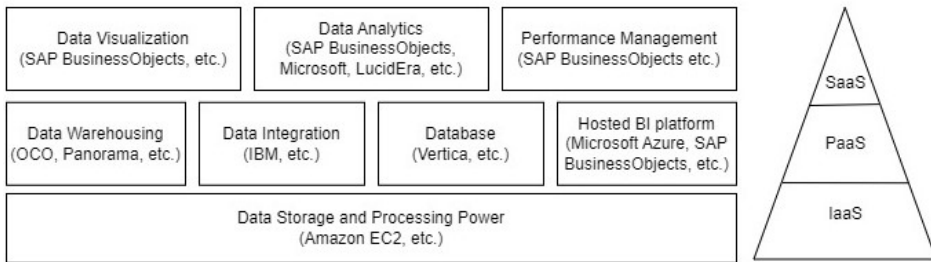 Data Visualization
(SAP BusinessObjects, etc.)
Data Analytics
(SAP BusinessObjects,
Microsoft, LucidEra, etc.)
Performance Management
(SAP BusinessObjects etc.)
SaaS
Data Warehousing
(OCO, Panorama, etc.)
Data Integration
(IBM, etc.)
Database
(Vertica, etc.)
Hosted BI platform
(Microsoft Azure, SAP
BusinessObjects, etc.)
PaaS
Data Storage and Processing Power
(Amazon EC2, etc.)
IaaS